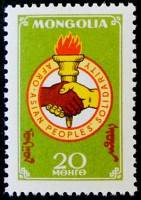 MONGOLIA
AFRO-ASIAN PEOPLES' SOLIDARITY
20
МӨНГӨ